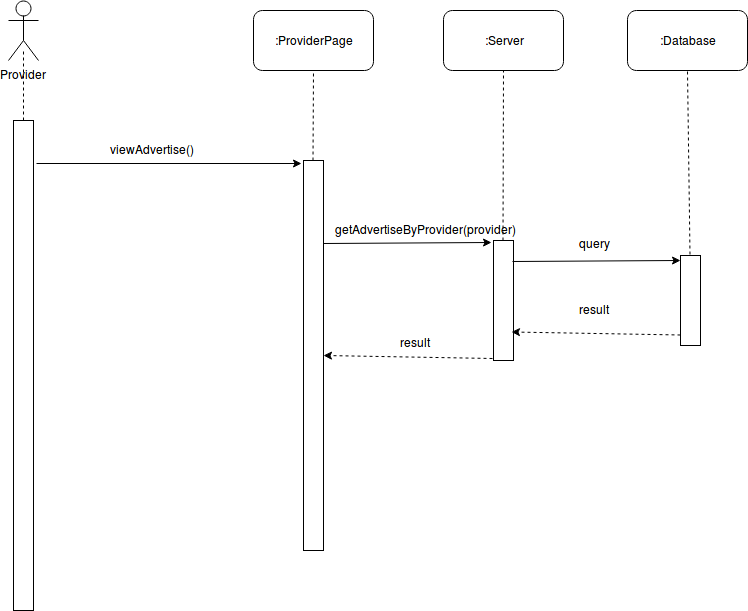 :ProviderPage
:Server
:Database
Provider
viewAdvertise()
getAdvertiseByProvider(provider)
query
result
result